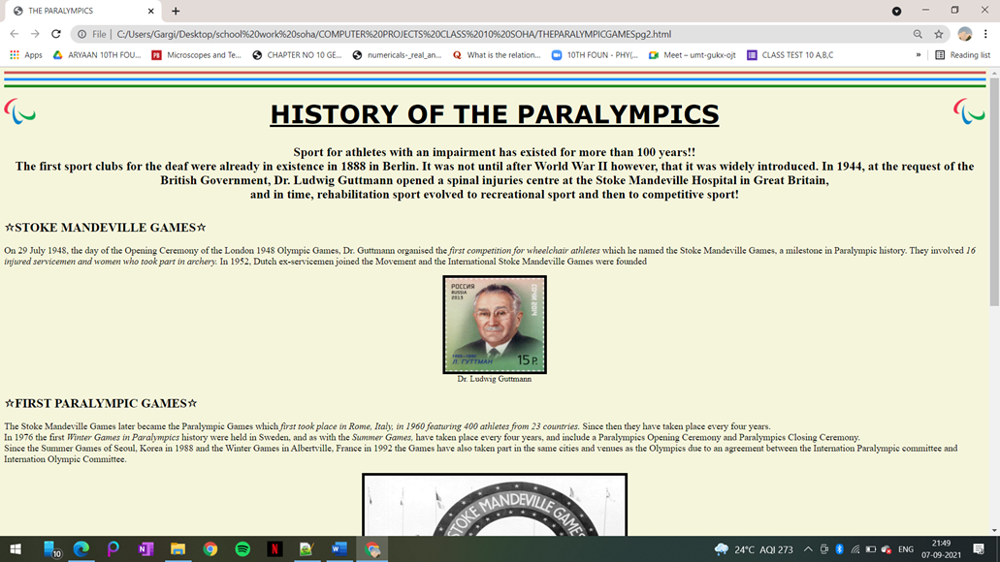 THE PARALYMPICS
File | C:/Users/Gargi/Desktop/school%20work%20soha/COMPUTER%20PROJECTS%20CLASS%2010%20SOHA/THEPARALYMPICGAMESpg2.html
Apps ARYAAN 10TH FOU... Microscopes and Te... CHAPTER NO 10 GE... numericals-_real_an... What is the relation... 10TH FOUN - PHY(... Meet – umt-gukx-ojt CLASS TEST 10 A,B,C » Reading list
HISTORY OF THE PARALYMPICS
Sport for athletes with an impairment has existed for more than 100 years!!
The first sport clubs for the deaf were already in existence in 1888 in Berlin. It was not until after World War II however, that it was widely introduced. In 1944, at the request of the
British Government, Dr. Ludwig Guttmann opened a spinal injuries centre at the Stoke Mandeville Hospital in Great Britain,
and in time, rehabilitation sport evolved to recreational sport and then to competitive sport!
☆STOKE MANDEVILLE GAMES☆
On 29 July 1948, the day of the Opening Ceremony of the London 1948 Olympic Games, Dr. Guttmann organised the first competition for wheelchair athletes which he named the Stoke Mandeville Games, a milestone in Paralympic history. They involved 16
injured servicemen and women who took part in archery. In 1952, Dutch ex-servicemen joined the Movement and the International Stoke Mandeville Games were founded
РОССИЯ
RUSSIA
2013
СОЧИ 2014
Л. ГУТТМАН
15 Р.
Dr. Ludwig Guttmann
☆FIRST PARALYMPIC GAMES☆
The Stoke Mandeville Games later became the Paralympic Games which first took place in Rome, Italy, in 1960 featuring 400 athletes from 23 countries. Since then they have taken place every four years.
In 1976 the first Winter Games in Paralympics history were held in Sweden, and as with the Summer Games, have taken place every four years, and include a Paralympics Opening Ceremony and Paralympics Closing Ceremony.
Since the Summer Games of Seoul, Korea in 1988 and the Winter Games in Albertville, France in 1992 the Games have also taken part in the same cities and venues as the Olympics due to an agreement between the Internation Paralympic committee and
Internation Olympic Committee.
STOKE MANDEVILLE GAMES
10
24°C AQI 273
ENG
21:49
07-09-2021